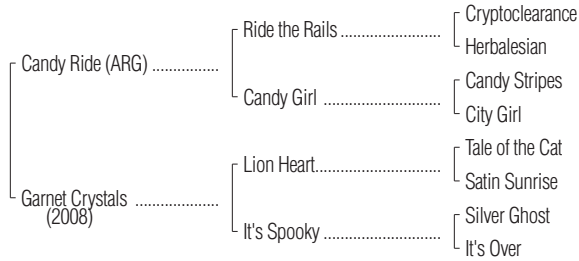 Cryptoclearance
Ride the Rails ....................
Herbalesian
Candy Ride (ARG) .................
Candy Stripes
Candy Girl ........................
City Girl
Tale of the Cat
Lion Heart.........................
Satin Sunrise
Garnet Crystals .....................
(2008)
Silver Ghost
It's Spooky ........................
It's Over